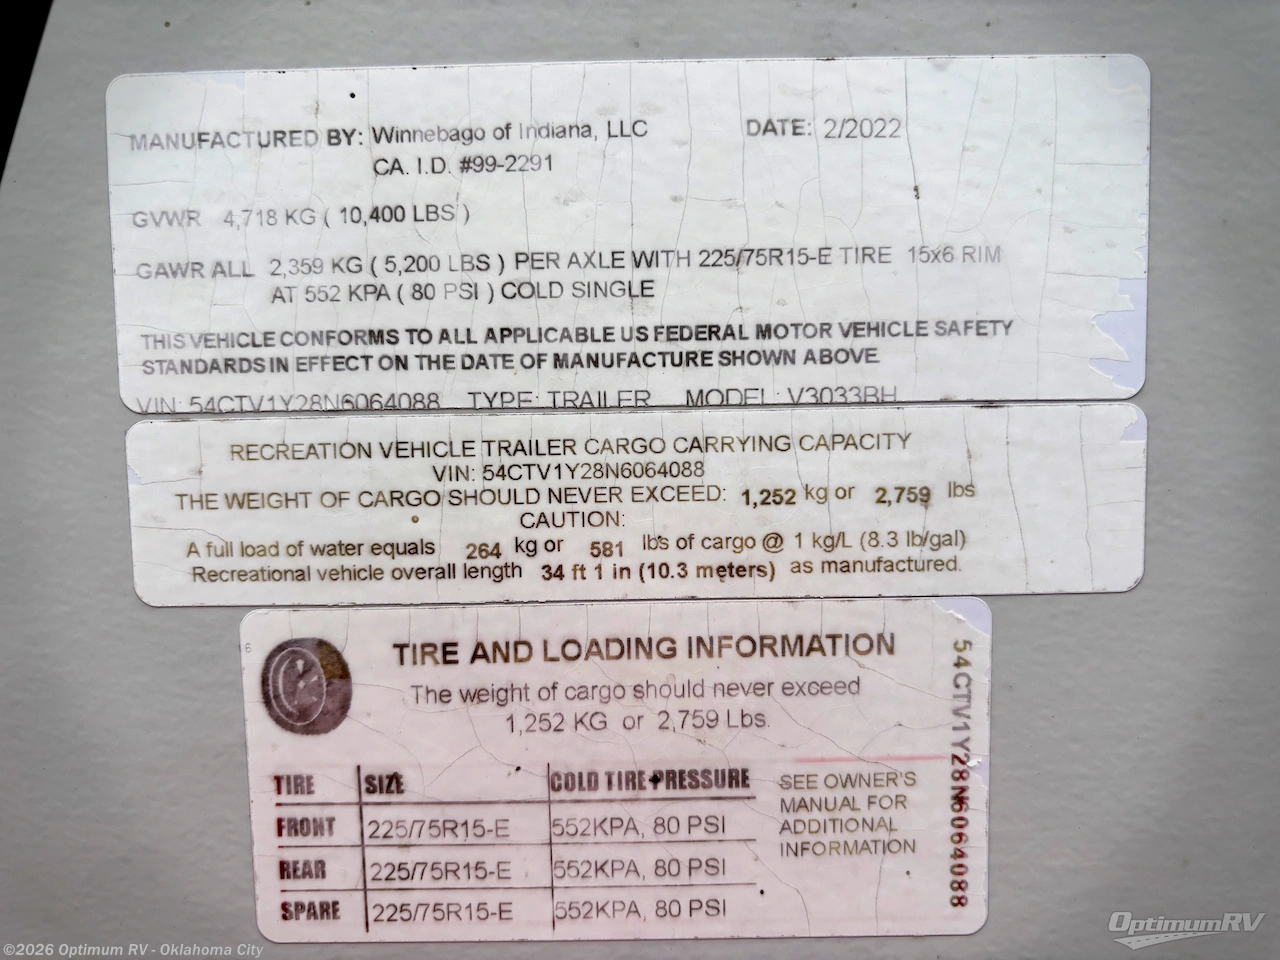 MANUFACTURED BY: Winnebago of Indiana, LLC DATE: 2/2022
CA. I.D. #99-2291
GVWR 4,718 KG ( 10,400 LBS )
GAWR ALL 2,359 KG ( 5,200 LBS ) PER AXLE WITH 225/75R15-E TIRE 15x6 RIM
AT 552 KPA ( 80 PSI ) COLD SINGLE
THIS VEHICLE CONFORMS TO ALL APPLICABLE US FEDERAL MOTOR VEHICLE SAFETY
STANDARDS IN EFFECT ON THE DATE OF MANUFACTURE SHOWN ABOVE
VIN: 54CTV1Y28N6064088 TYPE: TRAILER MODEL: V3033BH
RECREATION VEHICLE TRAILER CARGO CARRYING CAPACITY
VIN: 54CTV1Y28N6064088
THE WEIGHT OF CARGO SHOULD NEVER EXCEED: 1,252 kg or 2,759 lbs
CAUTION:
A full load of water equals 264 kg or 581 lbs of cargo @ 1 kg/L (8.3 lb/gal)
Recreational vehicle overall length 34 ft 1 in (10.3 meters) as manufactured.
6
TIRE AND LOADING INFORMATION
The weight of cargo should never exceed
1,252 KG or 2,759 Lbs.
TIRE SIZE COLD TIRE PRESSURE
FRONT 225/75R15-E 552KPA, 80 PSI
REAR 225/75R15-E 552KPA, 80 PSI
SPARE 225/75R15-E 552KPA, 80 PSI
SEE OWNER'S
MANUAL FOR
ADDITIONAL
INFORMATION
54CTV1Y28N6064088
OptimumRV
©2026 Optimum RV - Oklahoma City